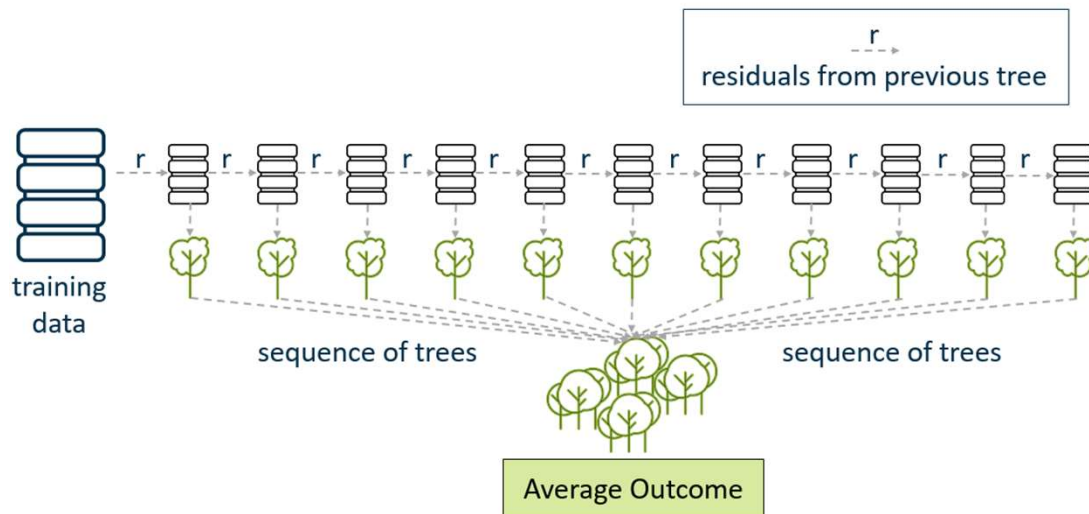 r
residuals from previous tree
r r r r r r r r r r r
training
data
sequence of trees
sequence of trees
Average Outcome